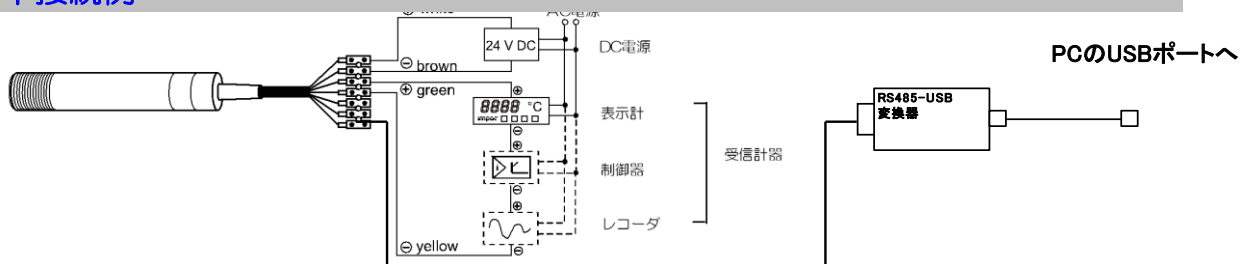 AC電源
⊕ white
24 V DC
DC電源
⊖ brown
⊕ green
8888 °C
impac
表示計
制御器
受信計器
レコーダ
⊖ yellow
PCのUSBポートへ
RS485-USB
変換器